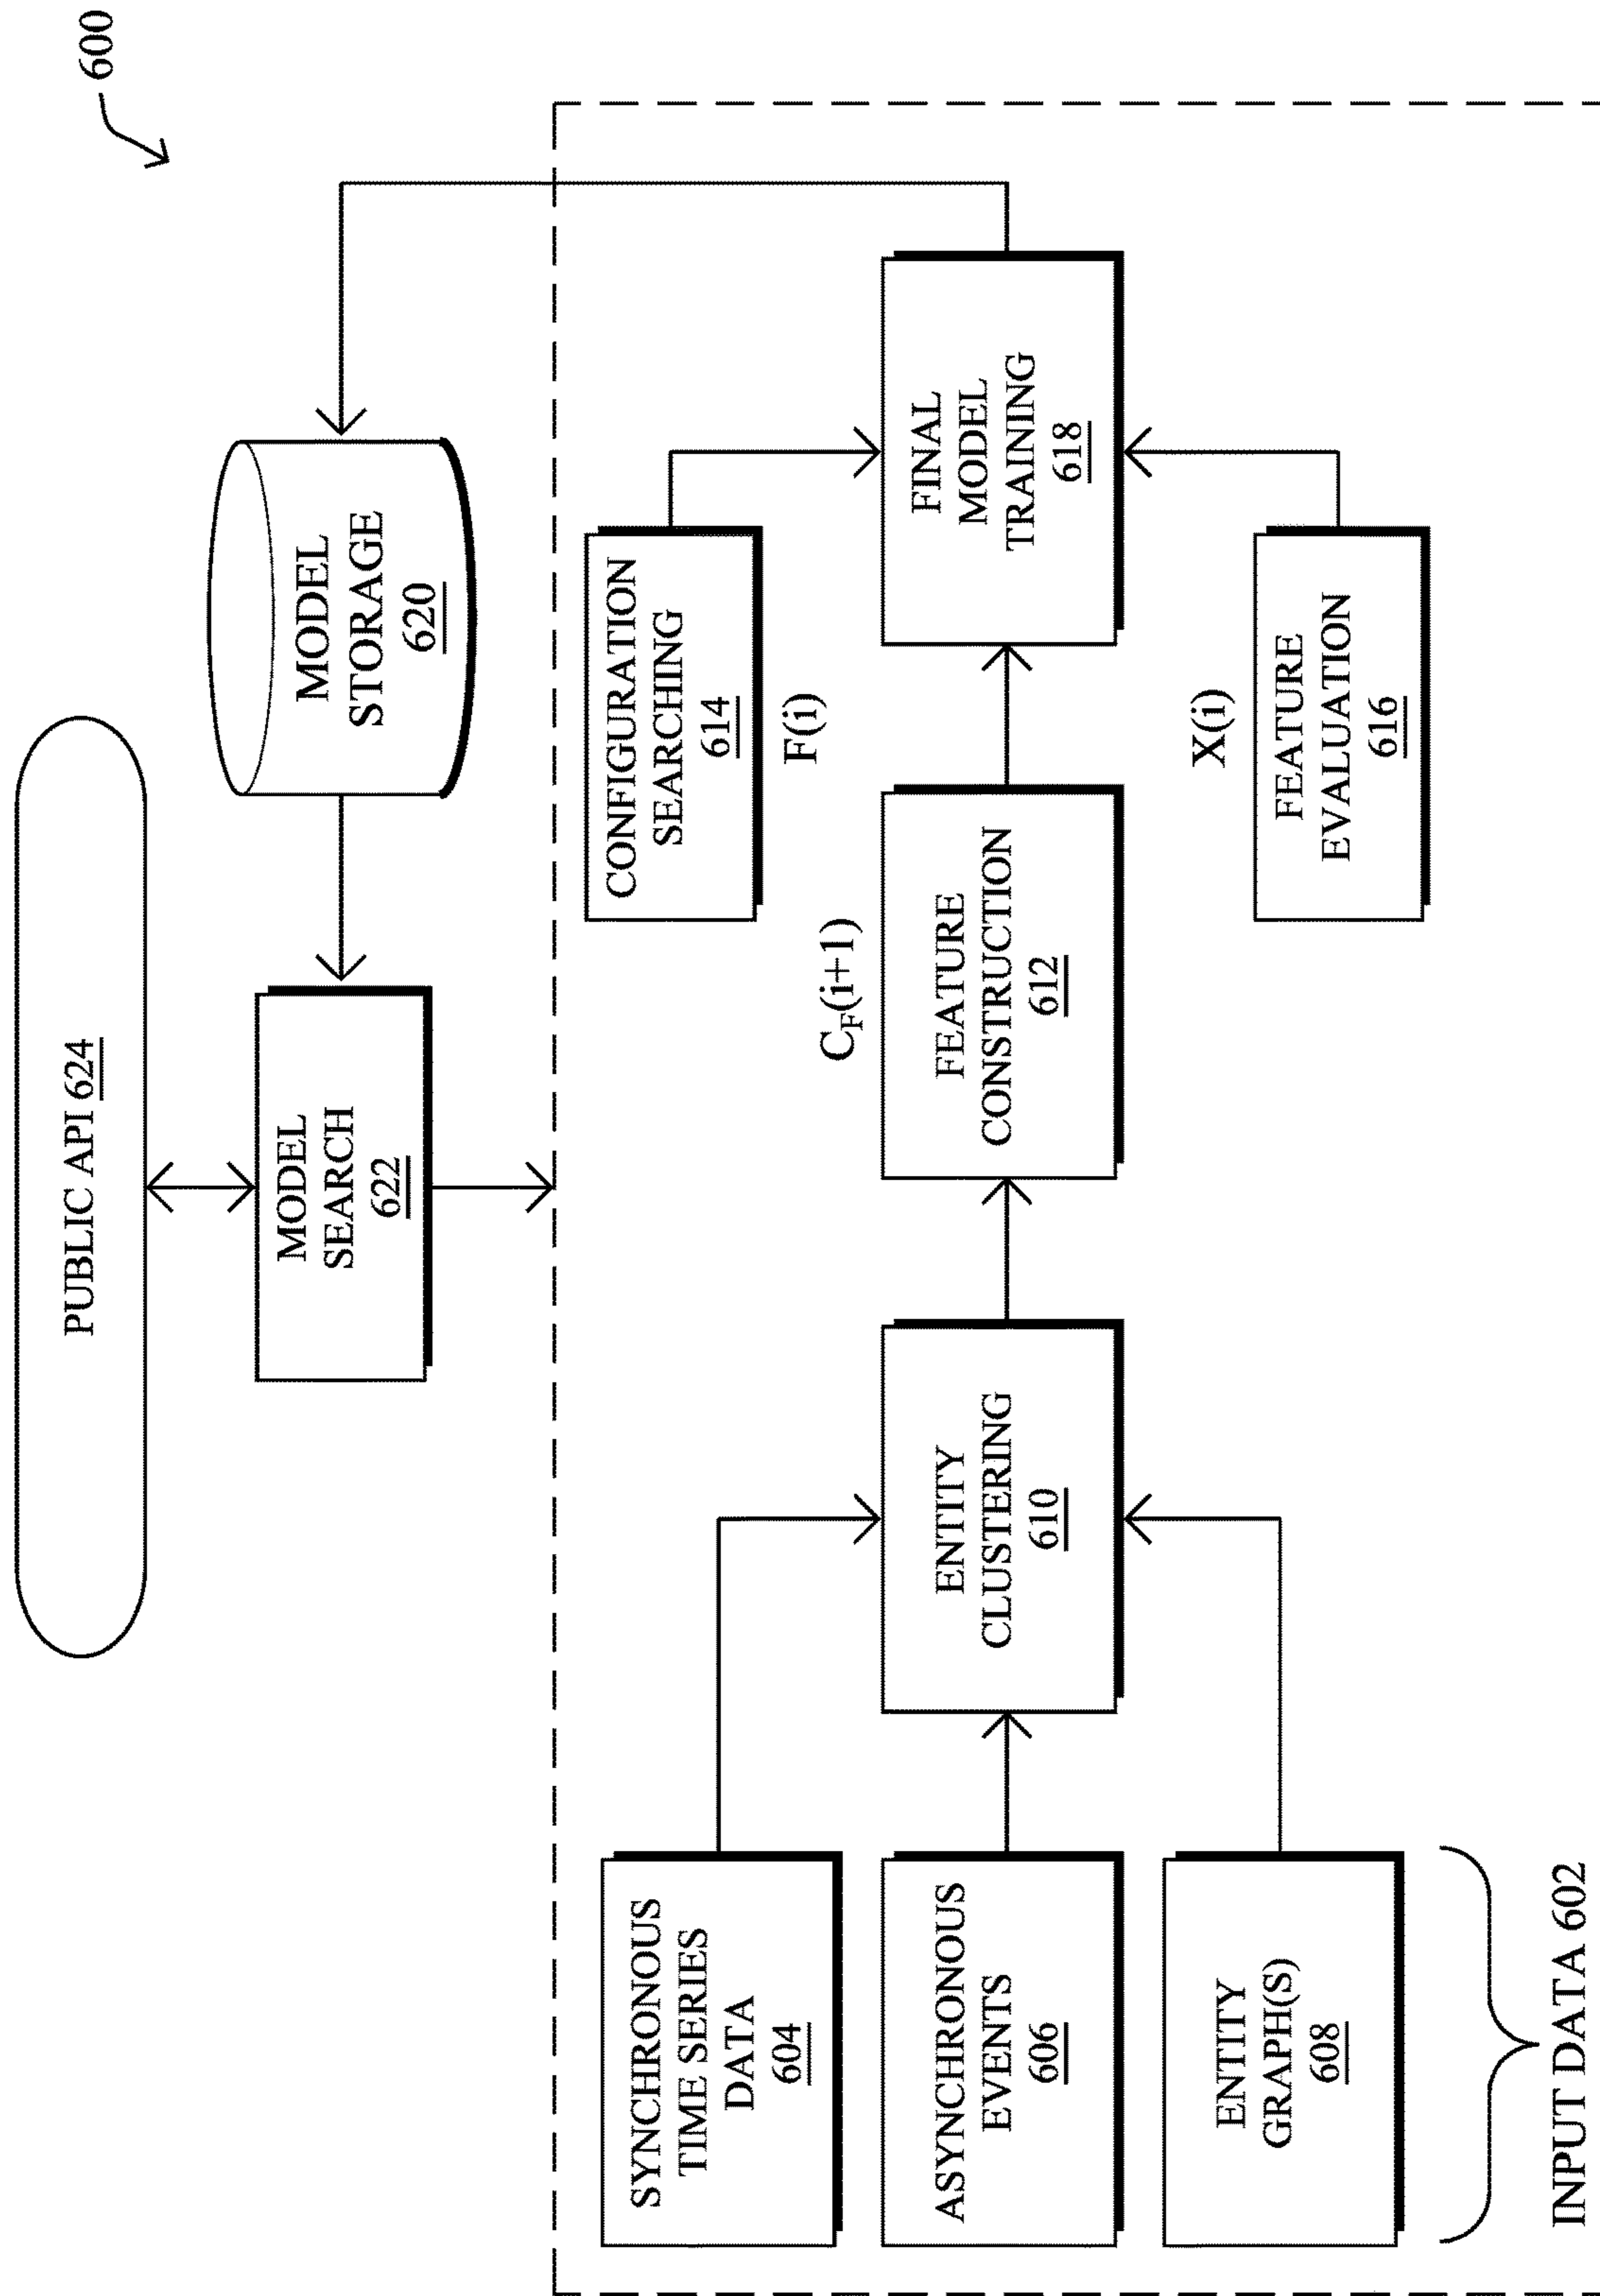 600
PUBLIC API 624
MODEL
SEARCH
622
MODEL
STORAGE
620
SYNCHRONOUS
TIME SERIES
DATA
604
ASYNCHRONOUS
EVENTS
606
ENTITY
GRAPH(S)
608
INPUT DATA 602
ENTITY
CLUSTERING
610
C_F(i+1)
FEATURE
CONSTRUCTION
612
CONFIGURATION
SEARCHING
614
F(i)
X(i)
FEATURE
EVALUATION
616
FINAL
MODEL
TRAINING
618